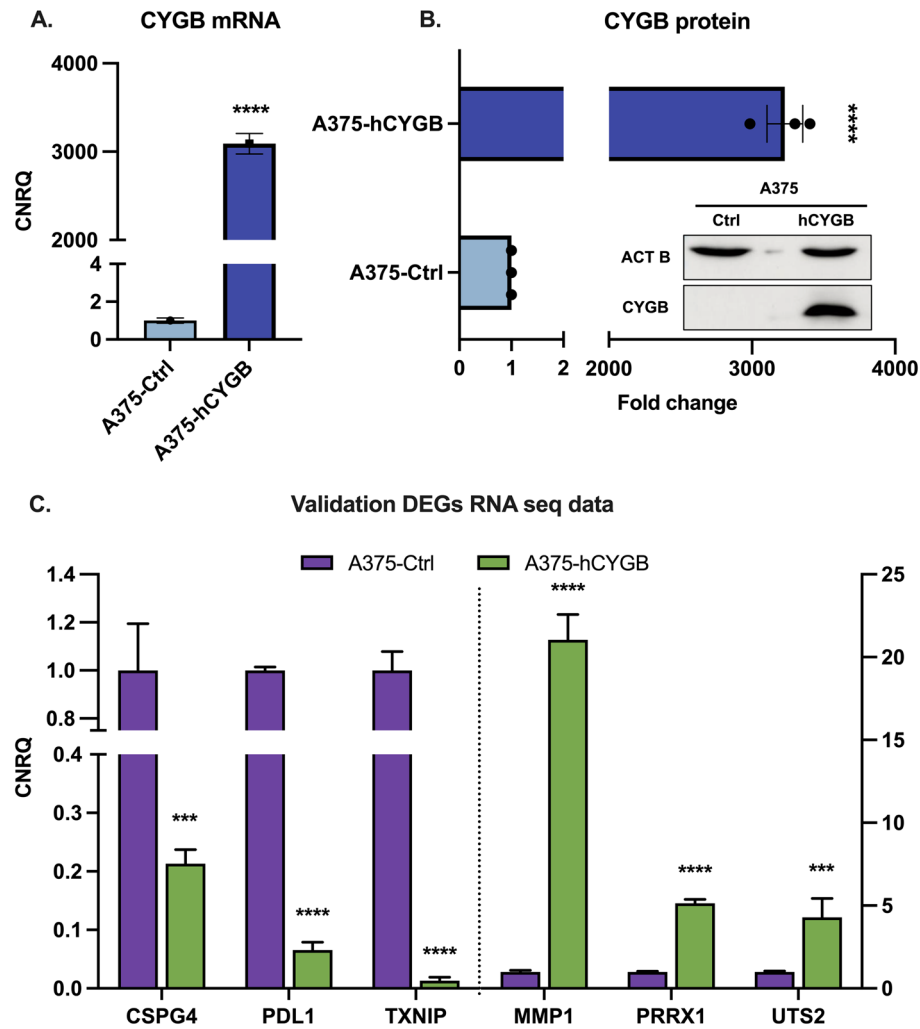 A. CYGB mRNA
4000
3000
2000
4
2
0
CNRQ
****
A375-Ctrl
A375-hCYGB
B. CYGB protein
A375-hCYGB
A375-Ctrl
****
A375
Ctrl hCYGB
ACT B
CYGB
0 1 2 2000 3000 4000
Fold change
C. Validation DEGs RNA seq data
A375-Ctrl A375-hCYGB
1.4
1.2
1.0
0.8
0.4
0.3
0.2
0.1
0.0
CNRQ
***
****
****
****
****
***
25
20
15
10
5
0
CSPG4 PDL1 TXNIP MMP1 PRRX1 UTS2